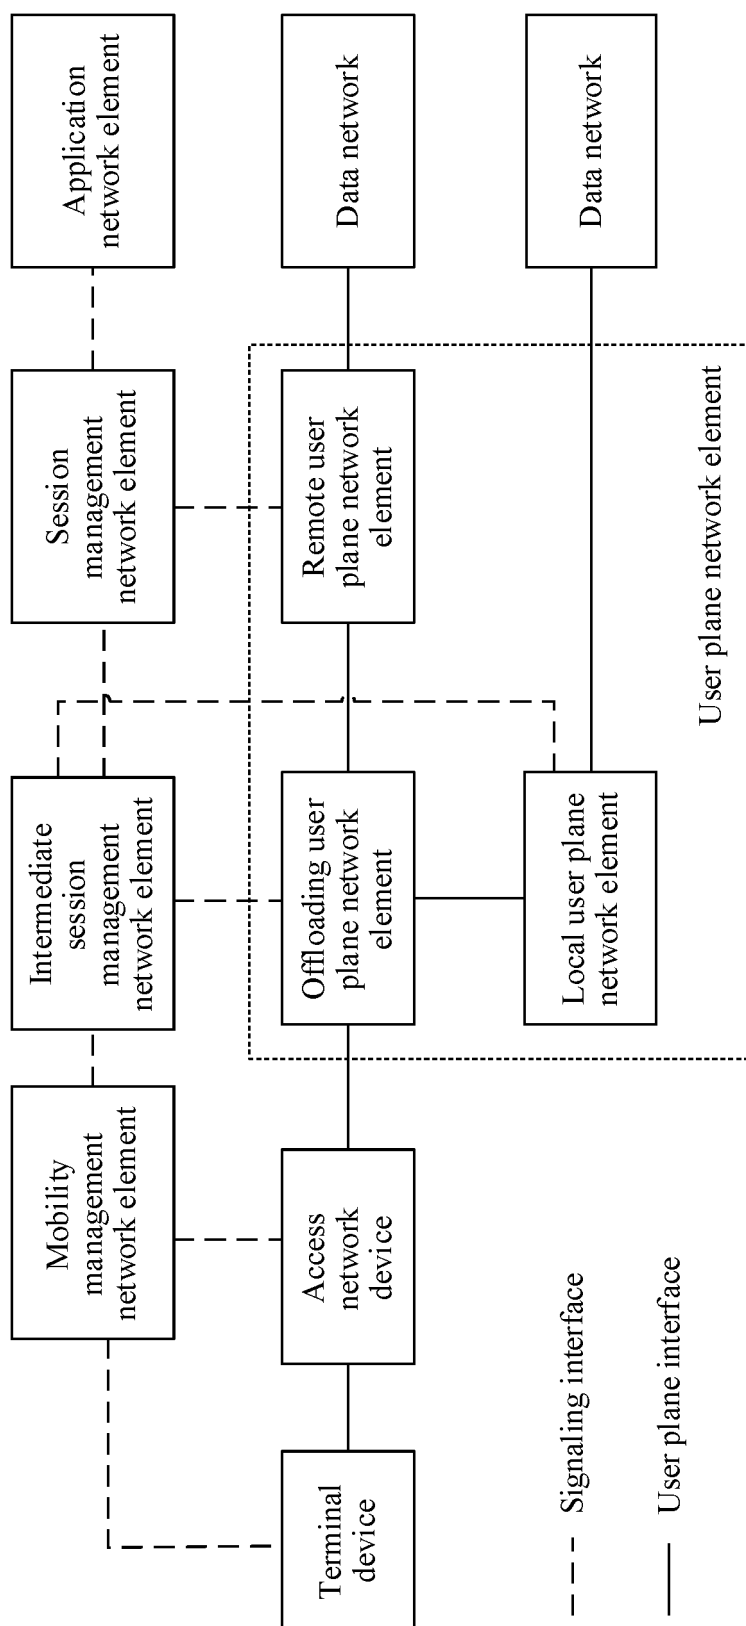 Mobility
management
network element
Intermediate
session
management
network element
Session
management
network element
Application
network element
Terminal
device
Access
network
device
Offloading user
plane network
element
Remote user
plane network
element
Data network
Local user plane
network element
Data network
Signaling interface
User plane interface
User plane network element